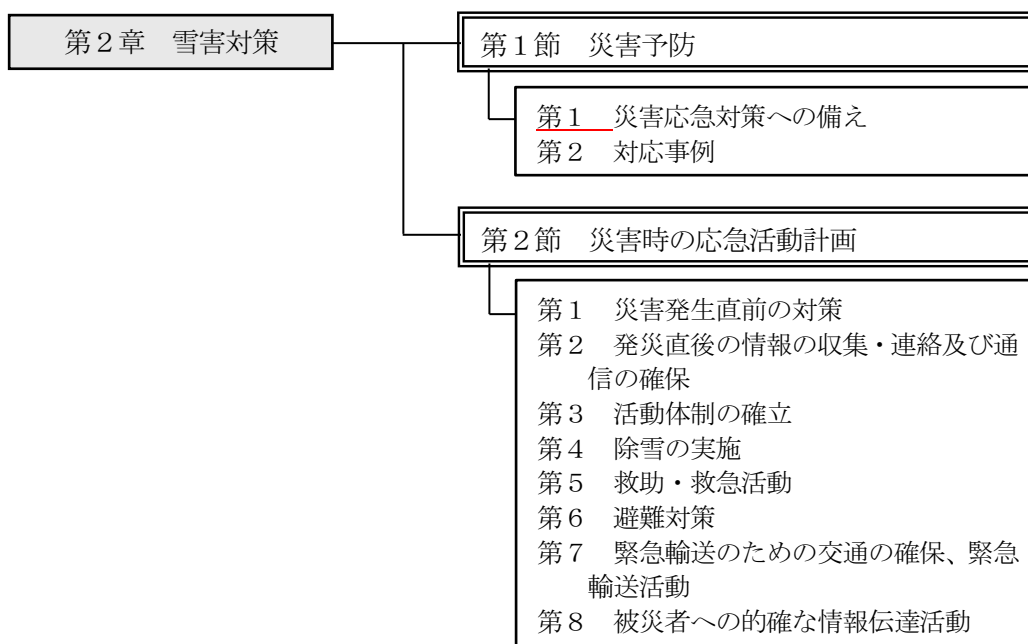 第２章　雪害対策
第１節　災害予防
第１　災害応急対策への備え
第２　対応事例
第２節　災害時の応急活動計画
第１　災害発生直前の対策
第２　発災直後の情報の収集・連絡及び通
信の確保
第３　活動体制の確立
第４　除雪の実施
第５　救助・救急活動
第６　避難対策
第７　緊急輸送のための交通の確保、緊急
輸送活動
第８　被災者への的確な情報伝達活動